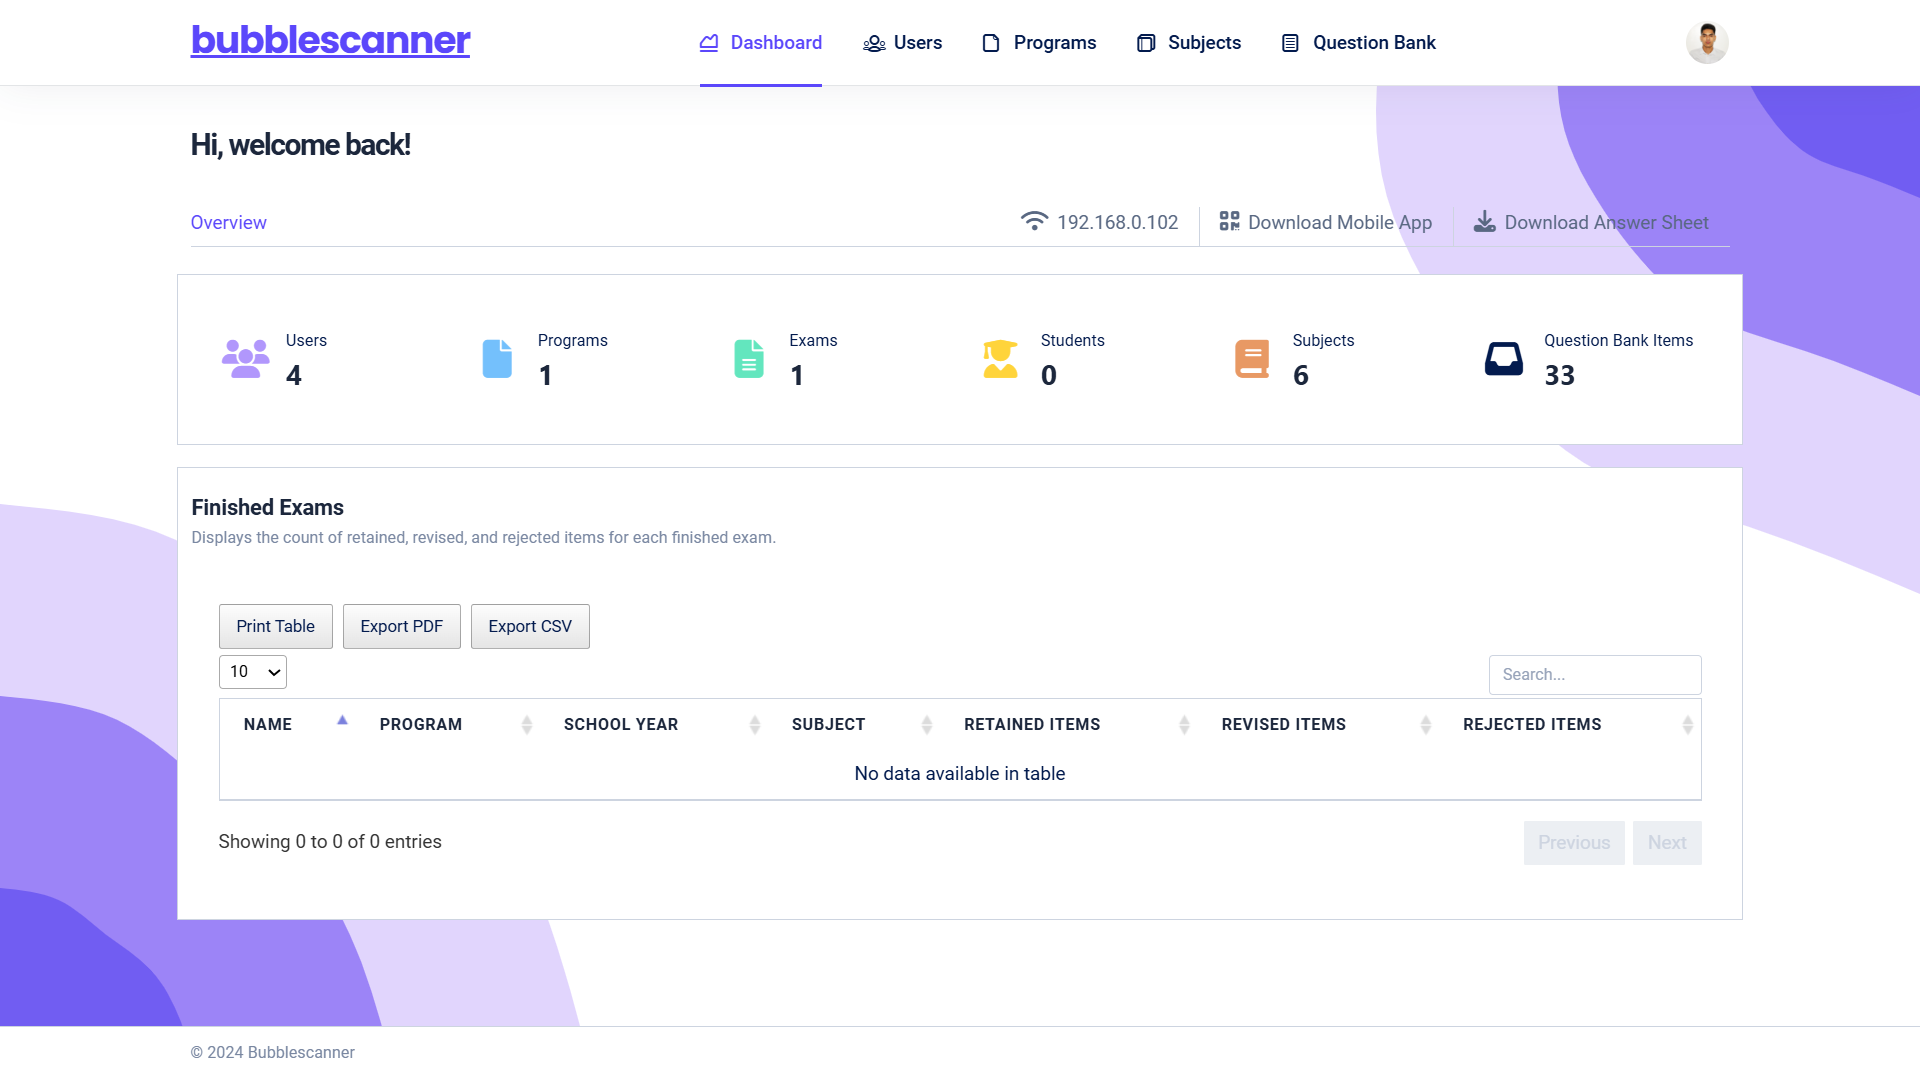 bubblescanner
Dashboard Users Programs Subjects Question Bank
Hi, welcome back!
Overview 192.168.0.102 Download Mobile App Download Answer Sheet
Users Programs Exams Students Subjects Question Bank Items
4 1 1 0 6 33
Finished Exams
Displays the count of retained, revised, and rejected items for each finished exam.
Print Table Export PDF Export CSV
10 Search...
NAME PROGRAM SCHOOL YEAR SUBJECT RETAINED ITEMS REVISED ITEMS REJECTED ITEMS
No data available in table
Showing 0 to 0 of 0 entries Previous Next
© 2024 Bubblescanner